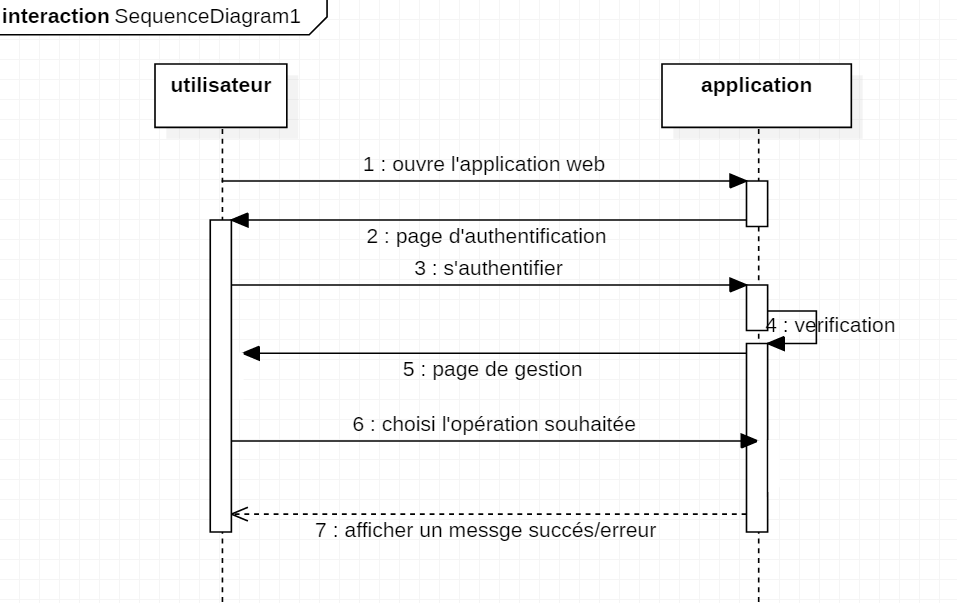 interaction SequenceDiagram1
utilisateur
application
1 : ouvre l'application web
2 : page d'authentification
3 : s'authentifier
4 : verification
5 : page de gestion
6 : choisi l'opération souhaitée
7 : afficher un messge succés/erreur